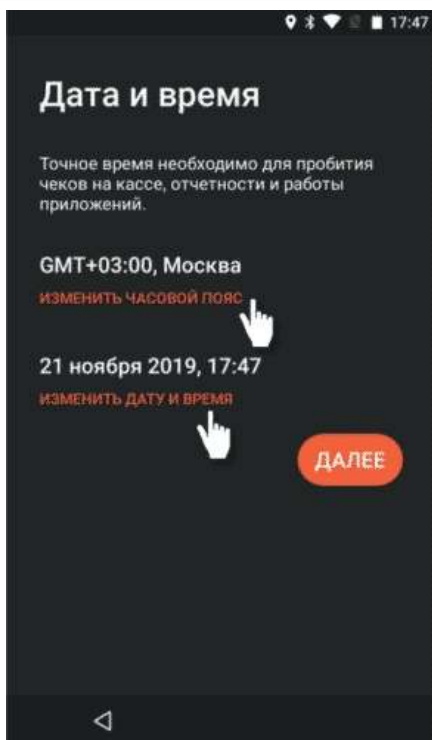 17:47
Дата и время
Точное время необходимо для пробития
чеков на кассе, отчетности и работы
приложений.
GMT+03:00, Москва
ИЗМЕНИТЬ ЧАСОВОЙ ПОЯС
21 ноября 2019, 17:47
ИЗМЕНИТЬ ДАТУ И ВРЕМЯ
ДАЛЕЕ